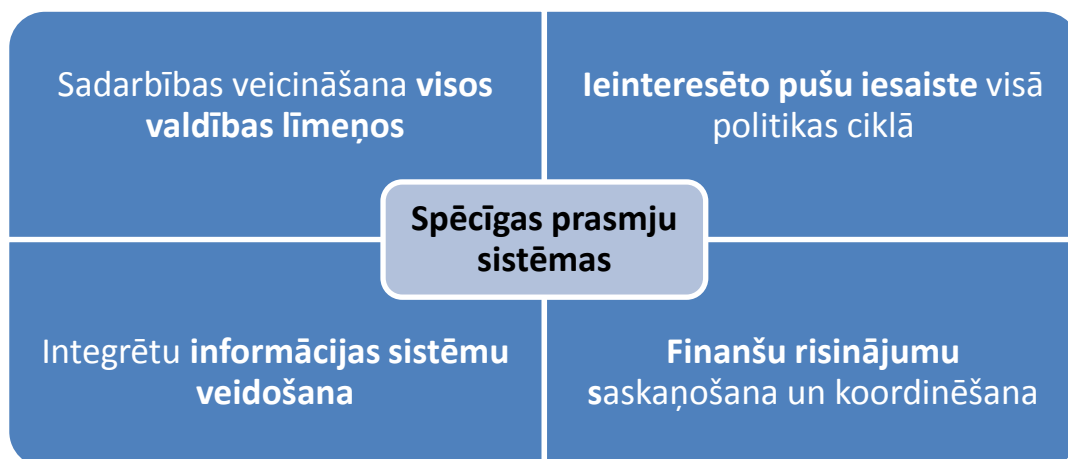 Sadarbības veicināšana visos
valdības līmeņos
Ieinteresēto pušu iesaiste visā
politikas ciklā
Spēcīgas prasmju
sistēmas
Integrētu informācijas sistēmu
veidošana
Finanšu risinājumu
saskaņošana un koordinēšana